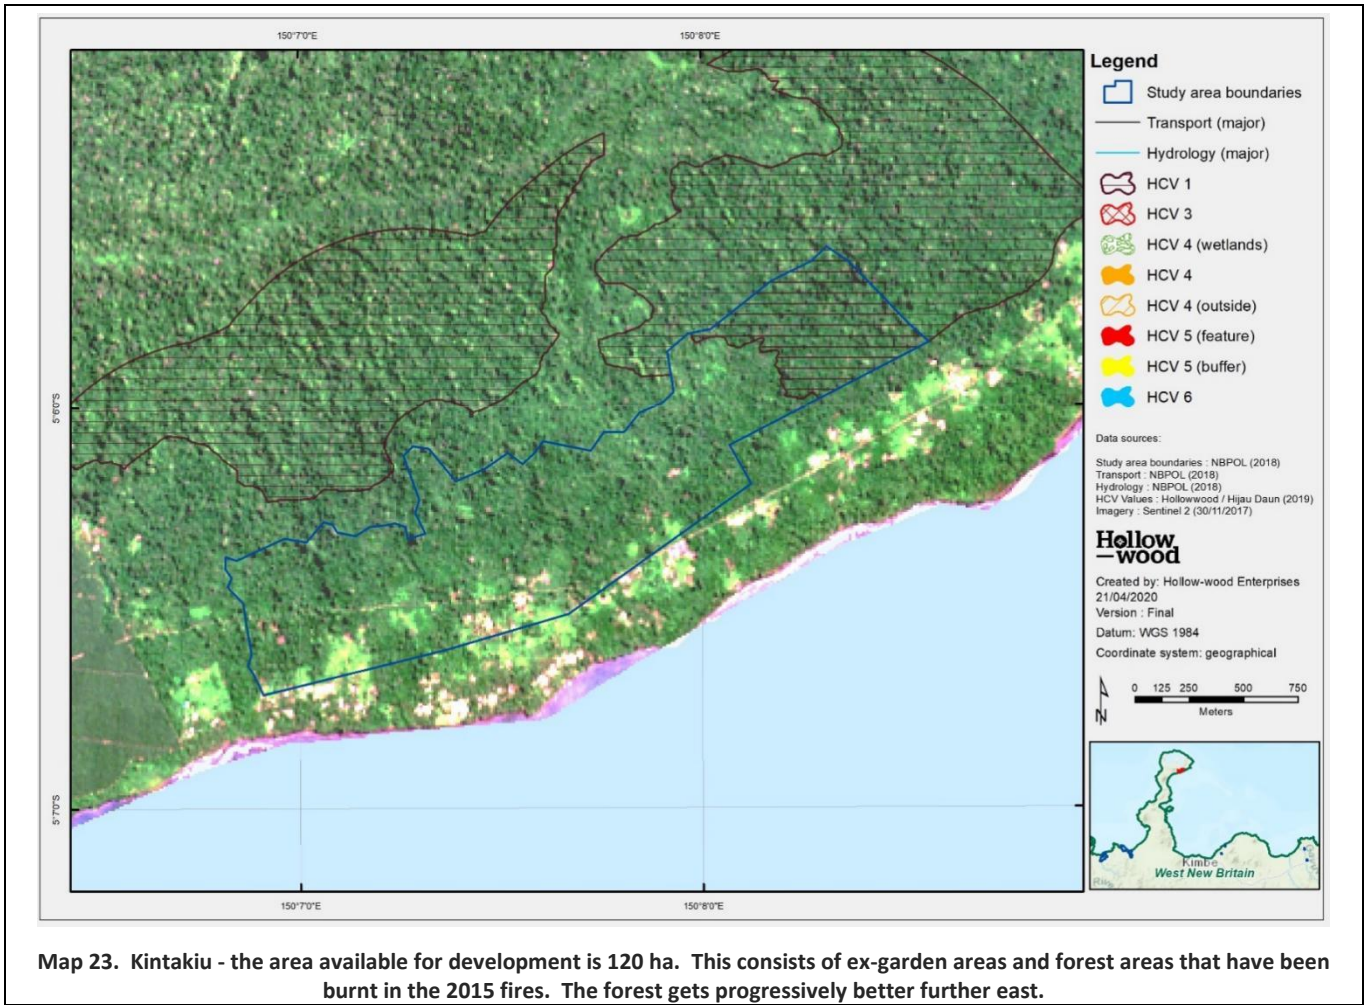 150°7'0"E 150°8'0"E
Legend
Study area boundaries
Transport (major)
Hydrology (major)
HCV 1
HCV 3
HCV 4 (wetlands)
HCV 4
HCV 4 (outside)
HCV 5 (feature)
HCV 5 (buffer)
HCV 6
5°6'0"S
Data sources:
Study area boundaries : NBPOL (2018)
Transport : NBPOL (2018)
Hydrology : NBPOL (2018)
HCV Values : Hollowwood / Hijau Daun (2019)
Imagery : Sentinel 2 (30/11/2017)
Hollow
—wood
Created by: Hollow-wood Enterprises
21/04/2020
Version : Final
Datum: WGS 1984
Coordinate system: geographical
N
0 125 250 500 750
Meters
5°7'0"S
Kimbe
West New Britain
150°7'0"E 150°8'0"E
Map 23. Kintakiu - the area available for development is 120 ha. This consists of ex-garden areas and forest areas that have been
burnt in the 2015 fires. The forest gets progressively better further east.